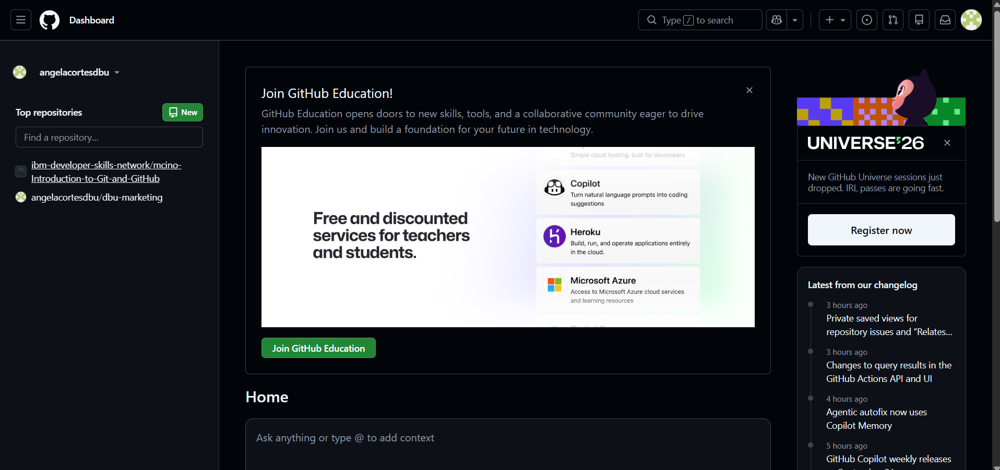 Dashboard
Type / to search
angelacortesdbu
Top repositories
New
Find a repository...
ibm-developer-skills-network/mcino-
Introduction-to-Git-and-GitHub
angelacortesdbu/dbu-marketing
Join GitHub Education!
GitHub Education opens doors to new skills, tools, and a collaborative community eager to drive
innovation. Join us and build a foundation for your future in technology.
Simple cloud hosting, built for developers
Copilot
Turn natural language prompts into coding
suggestions
Free and discounted
services for teachers
and students.
Heroku
Build, run, and operate applications entirely
in the cloud.
Microsoft Azure
Access to Microsoft Azure cloud services
and learning resources
Join GitHub Education
Home
Ask anything or type @ to add context
UNIVERSE'26
New GitHub Universe sessions just
dropped. IRL passes are going fast.
Register now
Latest from our changelog
3 hours ago
Private saved views for
repository issues and “Relates...
3 hours ago
Changes to query results in the
GitHub Actions API and UI
4 hours ago
Agentic autofix now uses
Copilot Memory
5 hours ago
GitHub Copilot weekly releases